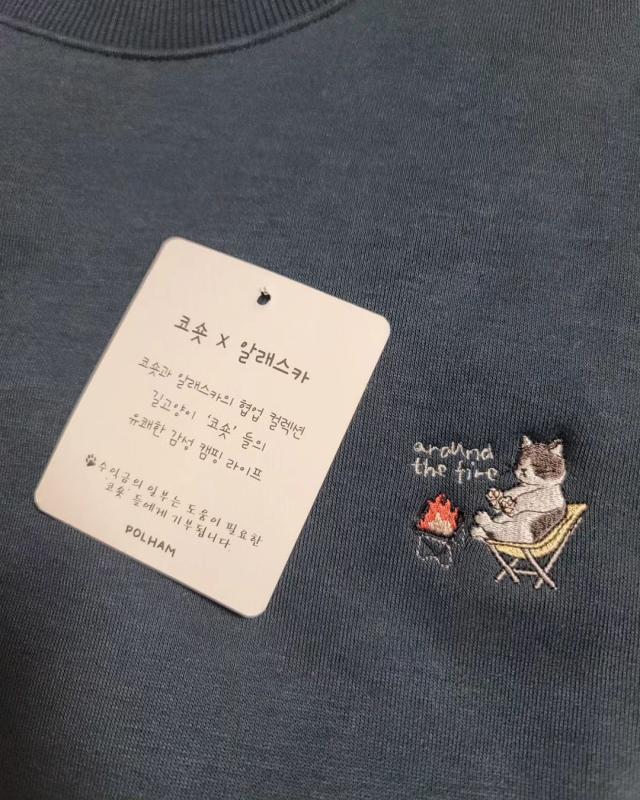 코숏 X 알래스카
코숏과 알래스카의 협업 컬렉션
길고양이 '코숏' 들의
유쾌한 감성 캠핑 라이프
수익금의 일부는 도움이 필요한
'코숏' 들에게 기부됩니다.
POLHAM
around
the fire